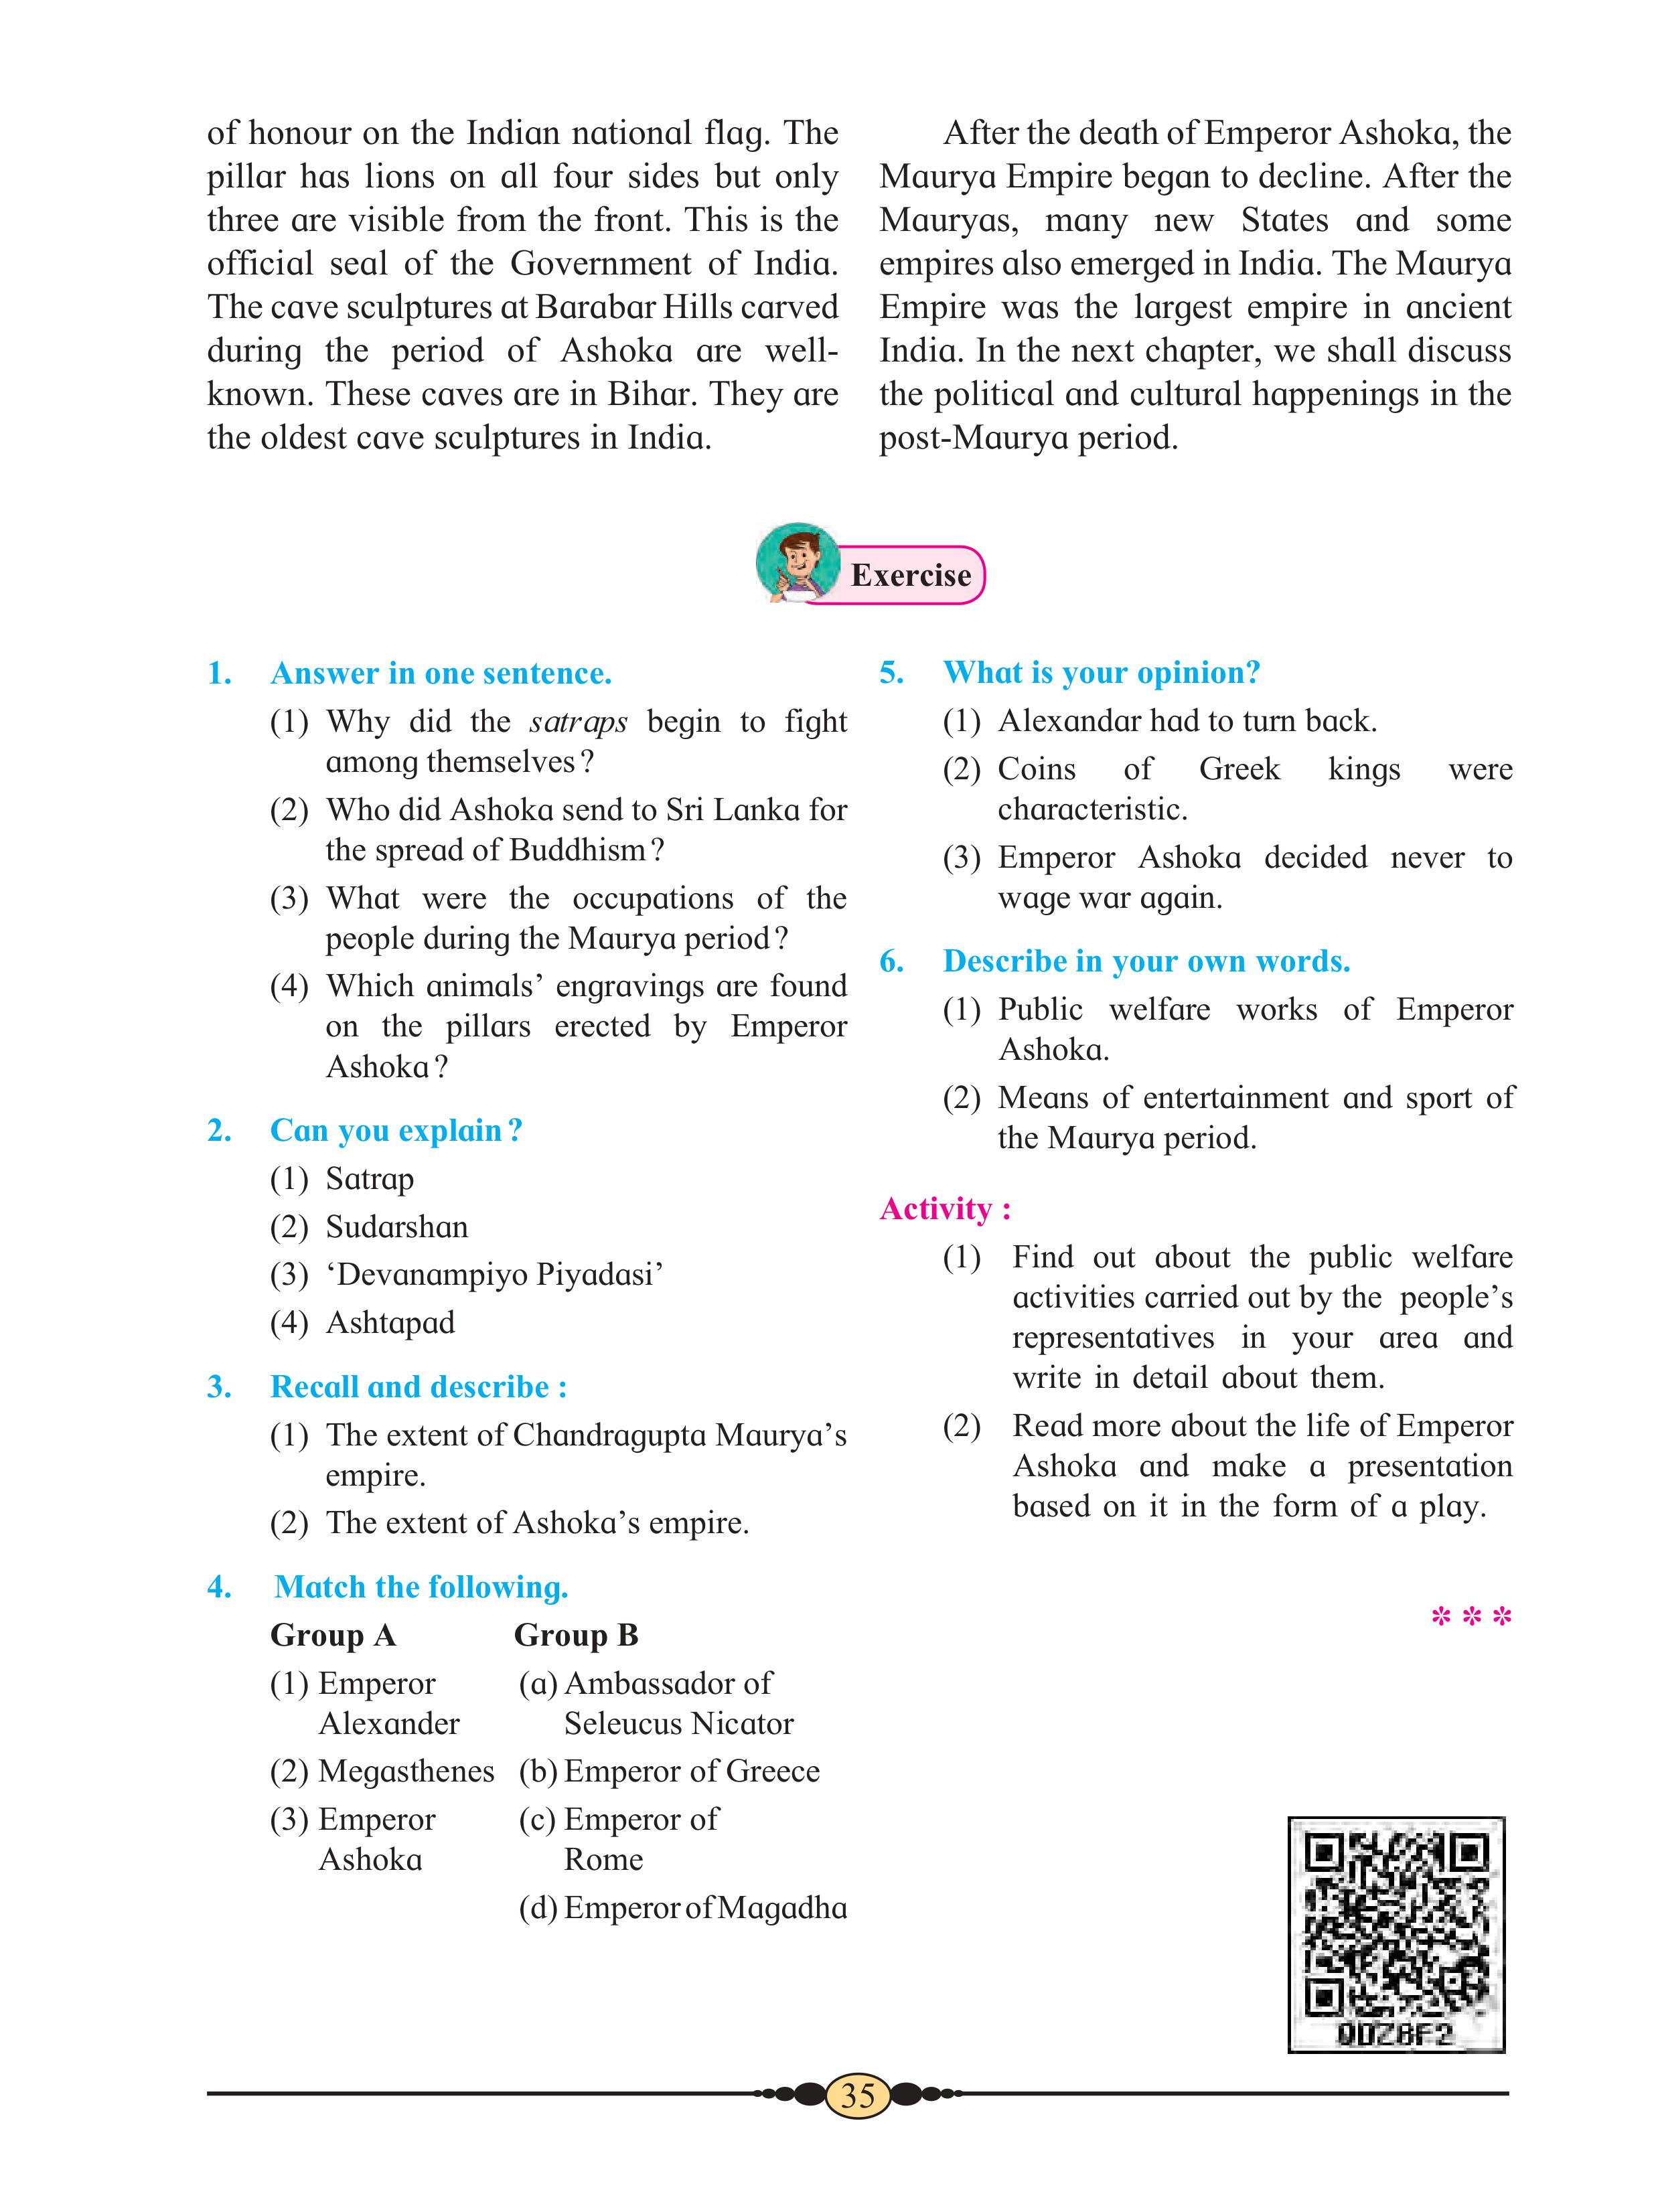 of honour on the Indian national flag. The
pillar has lions on all four sides but only
three are visible from the front. This is the
official seal of the Government of India.
The cave sculptures at Barabar Hills carved
during the period of Ashoka are well-
known. These caves are in Bihar. They are
the oldest cave sculptures in India.
After the death of Emperor Ashoka, the
Maurya Empire began to decline. After the
Mauryas, many new States and some
empires also emerged in India. The Maurya
Empire was the largest empire in ancient
India. In the next chapter, we shall discuss
the political and cultural happenings in the
post-Maurya period.
Exercise
1. Answer in one sentence.
(1) Why did the satraps begin to fight
among themselves?
(2) Who did Ashoka send to Sri Lanka for
the spread of Buddhism?
(3) What were the occupations of the
people during the Maurya period?
(4) Which animals’ engravings are found
on the pillars erected by Emperor
Ashoka?
2. Can you explain?
(1) Satrap
(2) Sudarshan
(3) ‘Devanampiyo Piyadasi’
(4) Ashtapad
3. Recall and describe :
(1) The extent of Chandragupta Maurya’s
empire.
(2) The extent of Ashoka’s empire.
4. Match the following.
Group A Group B
(1) Emperor (a) Ambassador of
Alexander Seleucus Nicator
(2) Megasthenes (b) Emperor of Greece
(3) Emperor (c) Emperor of
Ashoka Rome
(d) Emperor of Magadha
5. What is your opinion?
(1) Alexandar had to turn back.
(2) Coins of Greek kings were
characteristic.
(3) Emperor Ashoka decided never to
wage war again.
6. Describe in your own words.
(1) Public welfare works of Emperor
Ashoka.
(2) Means of entertainment and sport of
the Maurya period.
Activity :
(1) Find out about the public welfare
activities carried out by the people’s
representatives in your area and
write in detail about them.
(2) Read more about the life of Emperor
Ashoka and make a presentation
based on it in the form of a play.
* * *
35